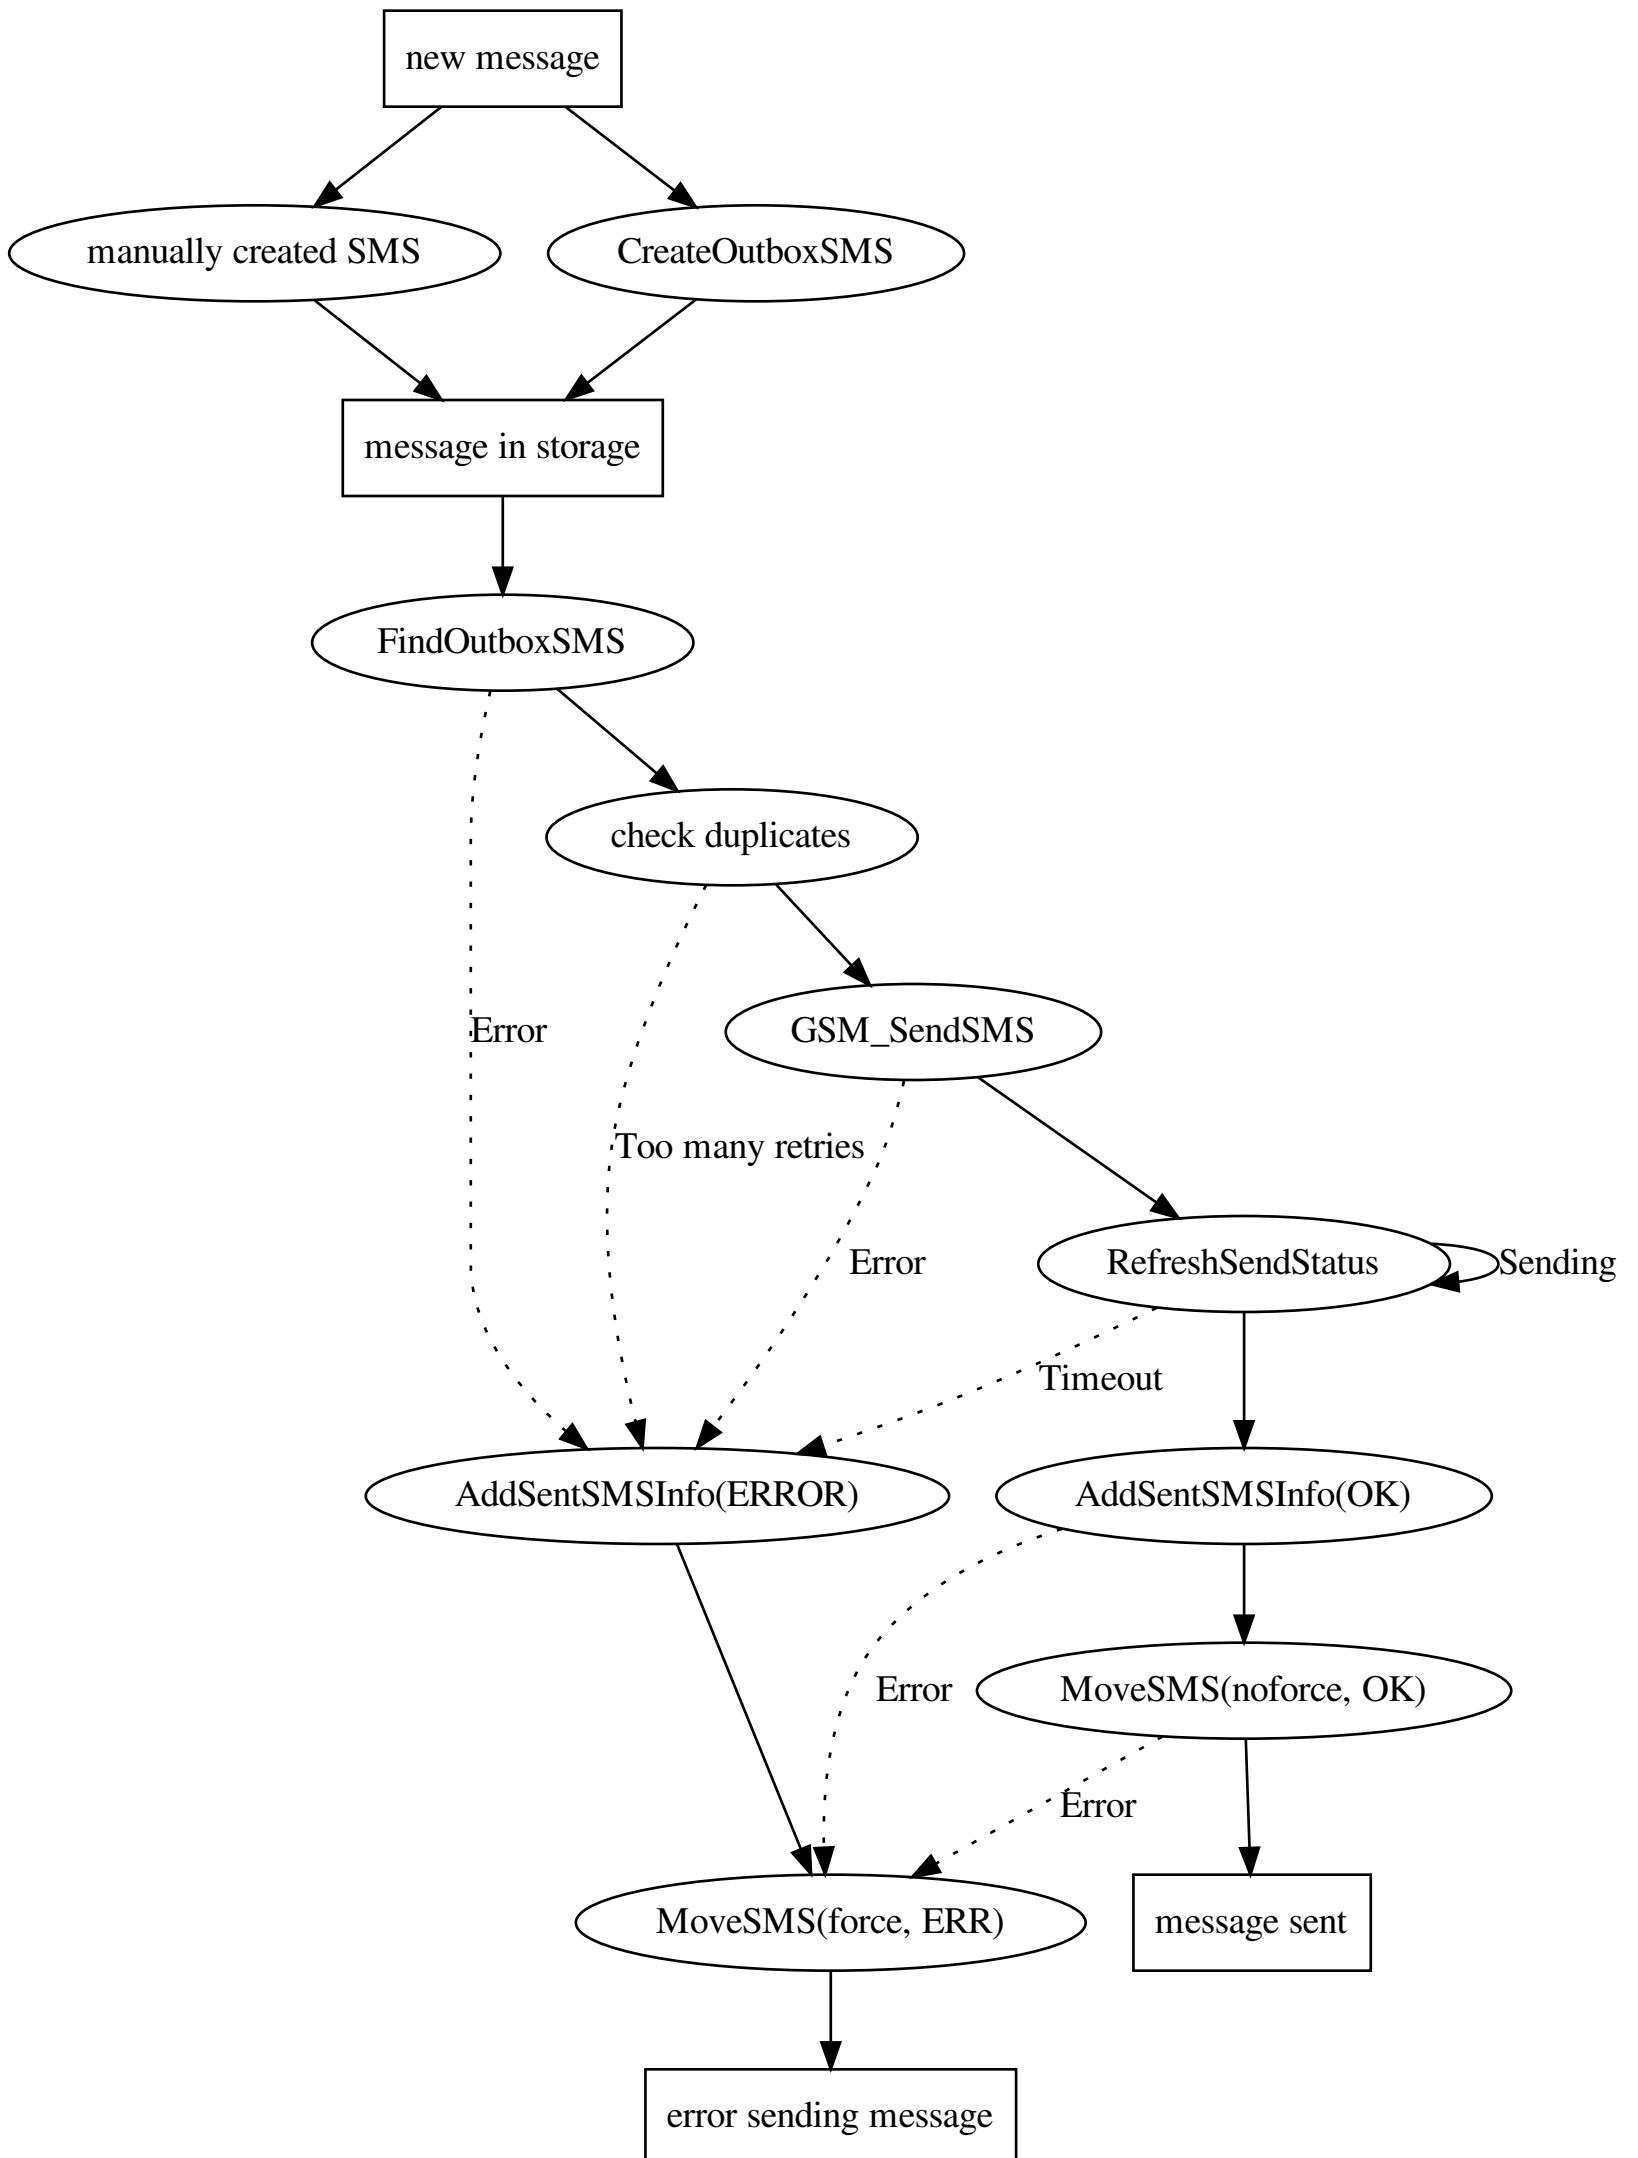 new message
manually created SMS
CreateOutboxSMS
message in storage
FindOutboxSMS
check duplicates
Error
GSM_SendSMS
Too many retries
Error
RefreshSendStatus
Sending
Timeout
AddSentSMSInfo(ERROR)
AddSentSMSInfo(OK)
Error
MoveSMS(noforce, OK)
Error
MoveSMS(force, ERR)
message sent
error sending message